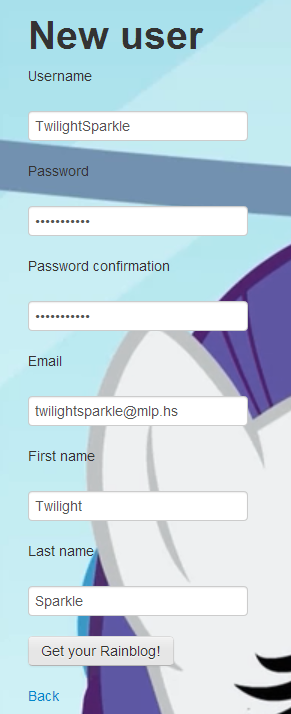 New user
Username
TwilightSparkle
Password
•••••••••••
Password confirmation
•••••••••••
Email
twilightsparkle@mlp.hs
First name
Twilight
Last name
Sparkle
Get your Rainblog!
Back